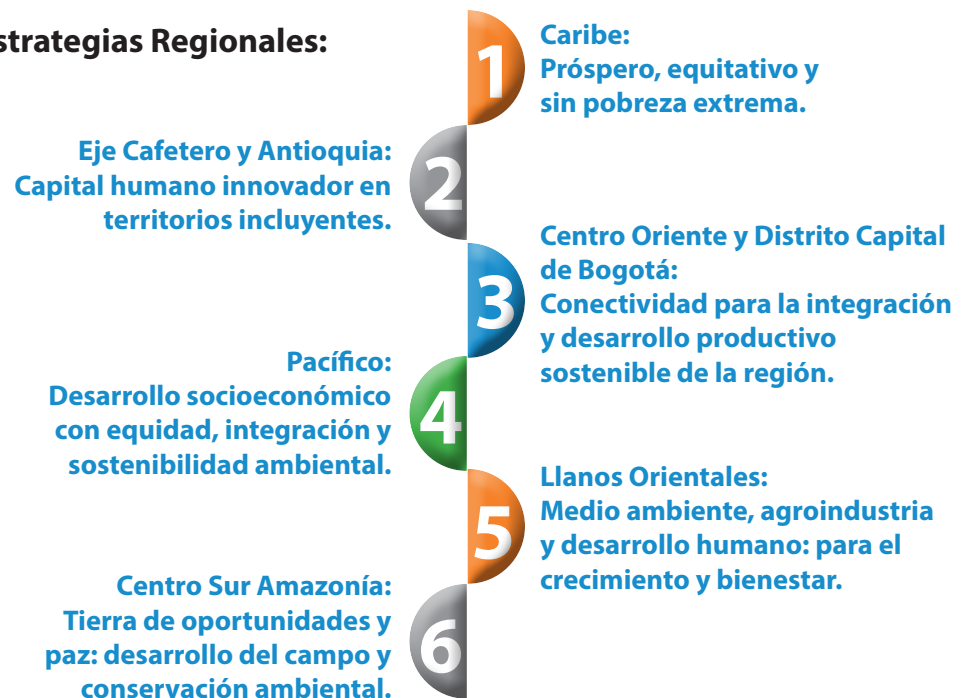 strategias Regionales:
1
Caribe:
Próspero, equitativo y
sin pobreza extrema.
2
Eje Cafetero y Antioquia:
Capital humano innovador en
territorios incluyentes.
3
Centro Oriente y Distrito Capital
de Bogotá:
Conectividad para la integración
y desarrollo productivo
sostenible de la región.
4
Pacífico:
Desarrollo socioeconómico
con equidad, integración y
sostenibilidad ambiental.
5
Llanos Orientales:
Medio ambiente, agroindustria
y desarrollo humano: para el
crecimiento y bienestar.
6
Centro Sur Amazonía:
Tierra de oportunidades y
paz: desarrollo del campo y
conservación ambiental.